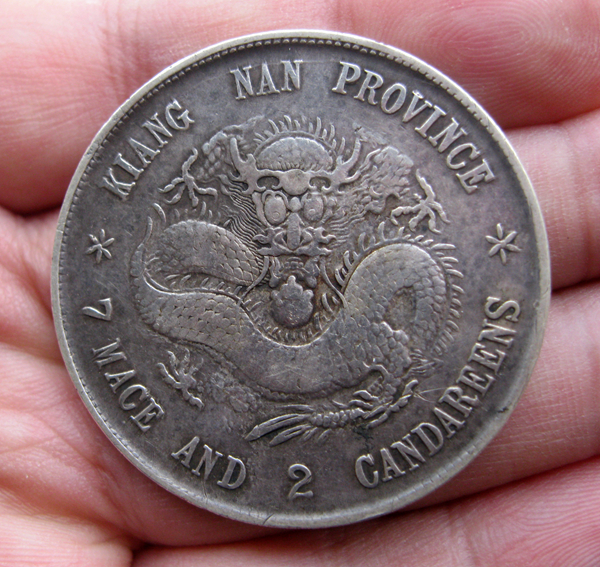 KIANG NAN PROVINCE
7 MACE AND 2 CANDAREENS